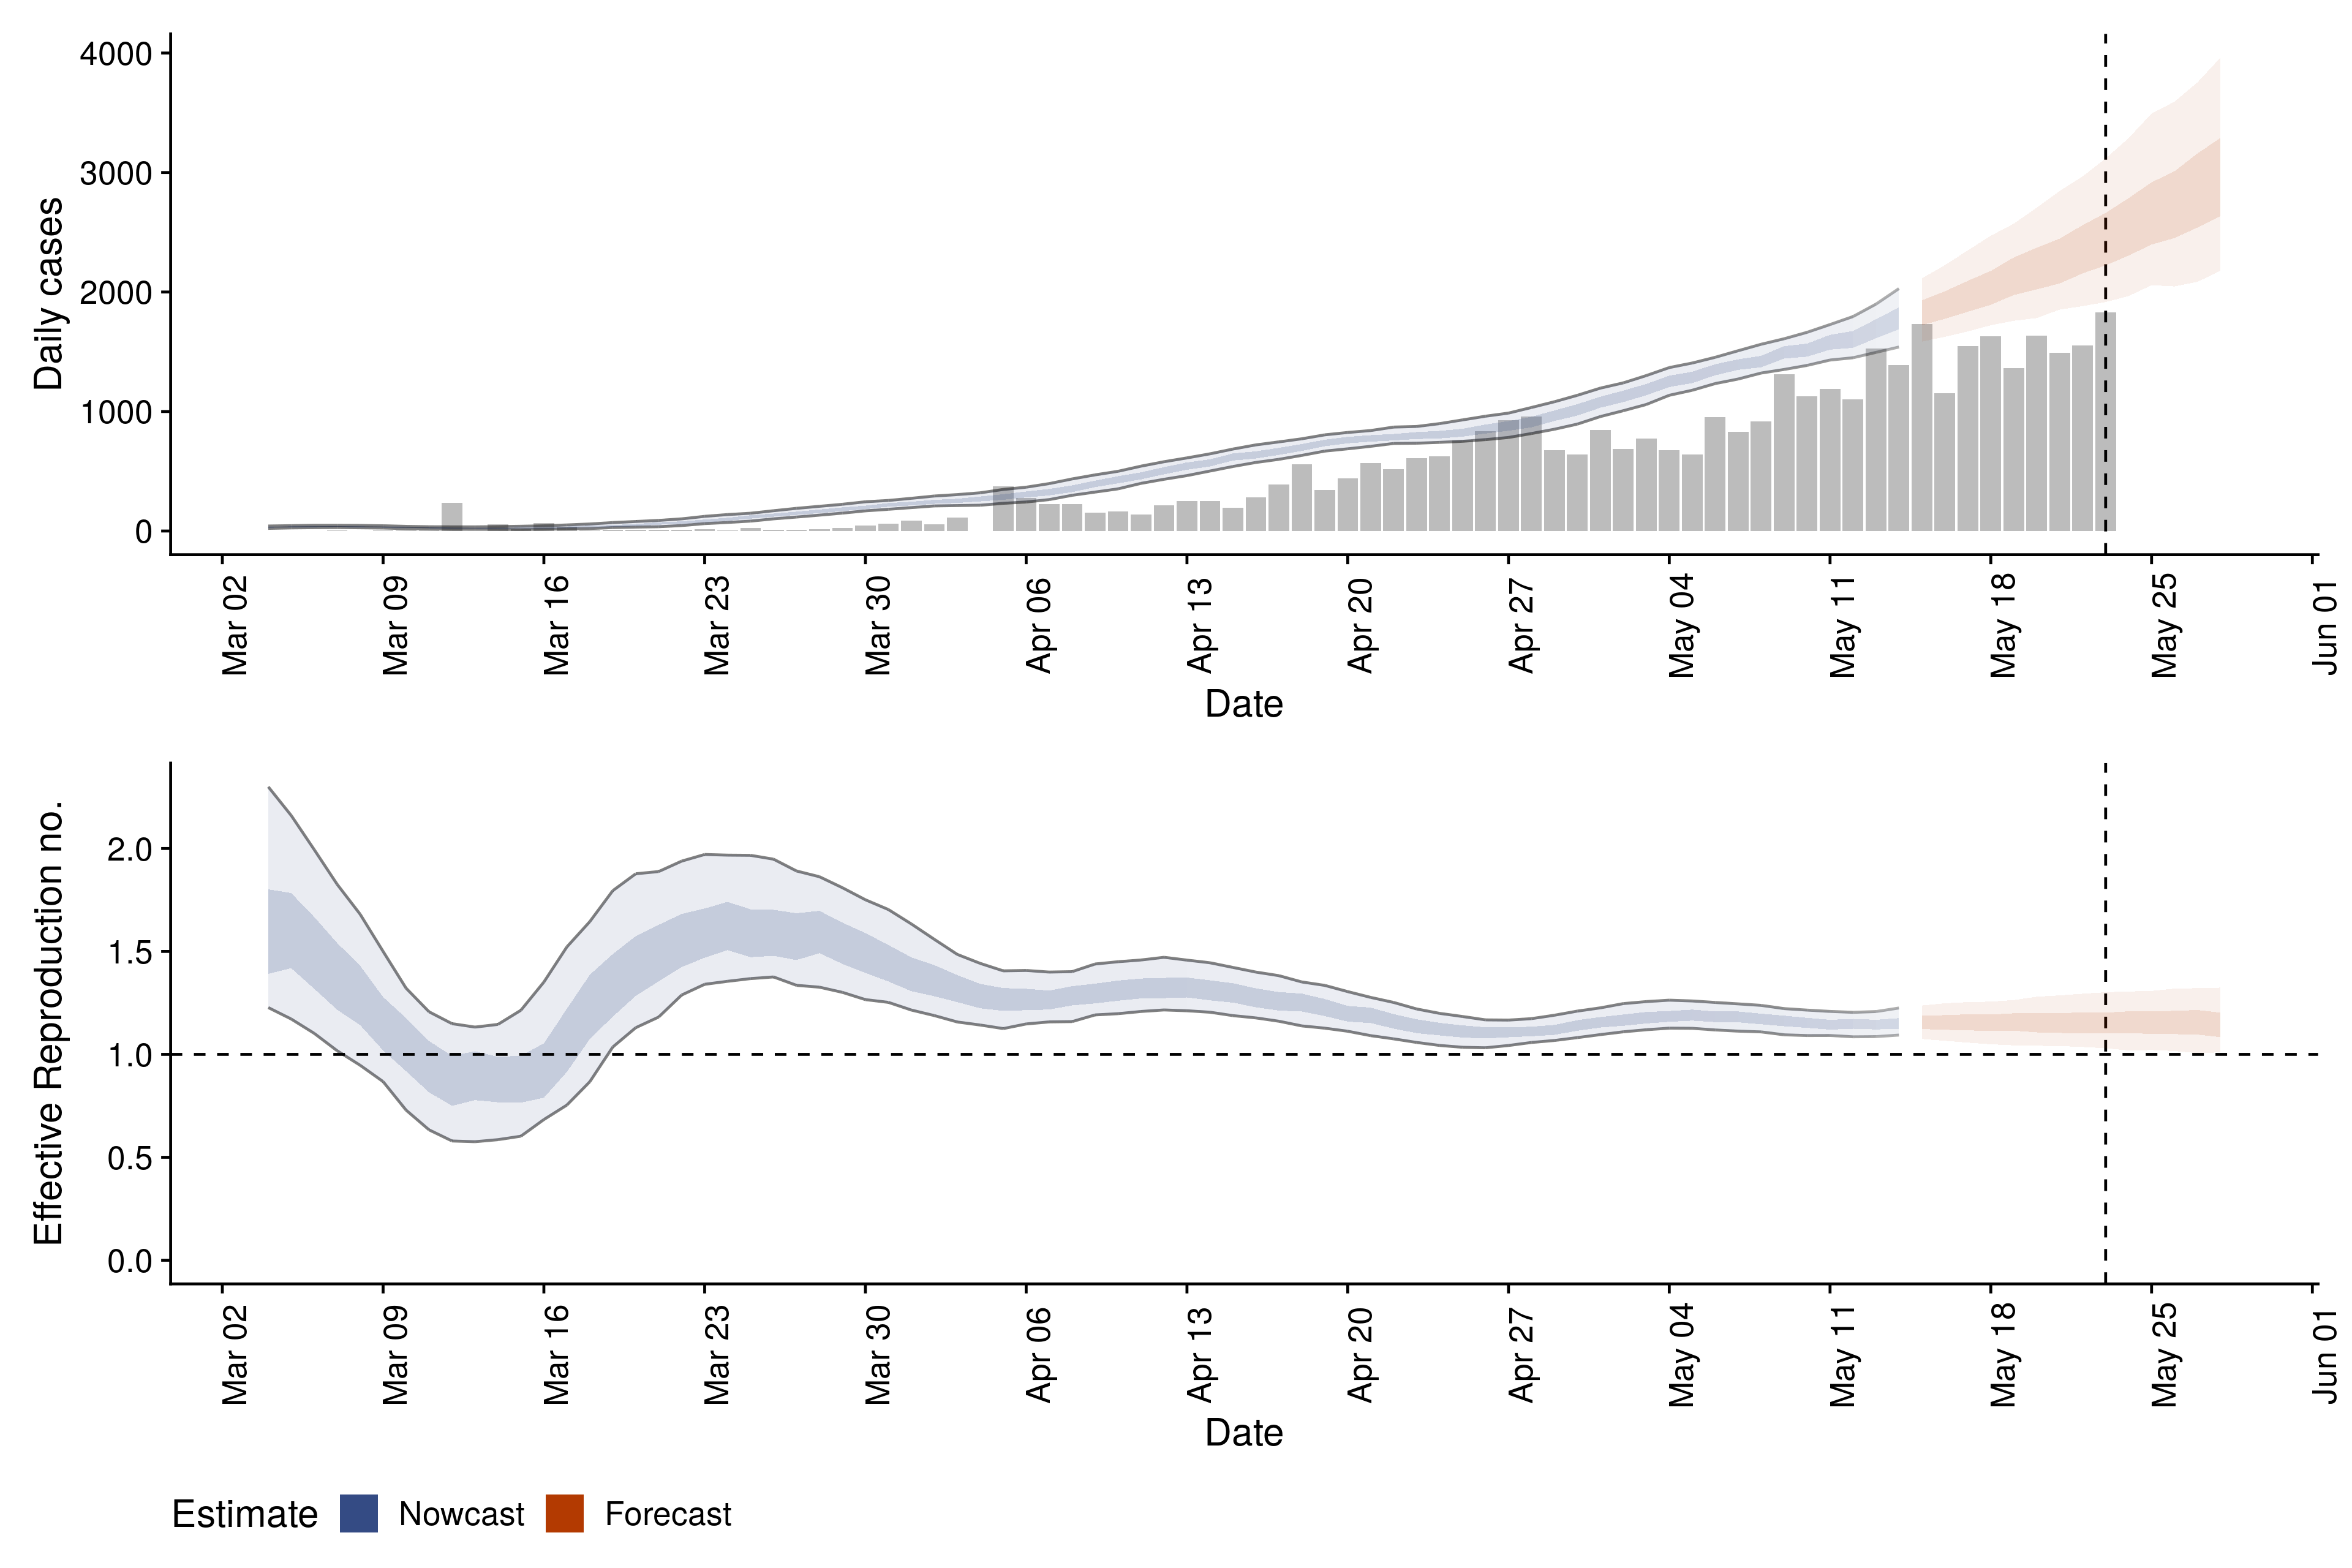 Daily cases
4000
3000
2000
1000
0
Mar 02
Mar 09
Mar 16
Mar 23
Mar 30
Apr 06
Apr 13
Apr 20
Apr 27
May 04
May 11
May 18
May 25
Jun 01
Date
Effective Reproduction no.
2.0
1.5
1.0
0.5
0.0
Mar 02
Mar 09
Mar 16
Mar 23
Mar 30
Apr 06
Apr 13
Apr 20
Apr 27
May 04
May 11
May 18
May 25
Jun 01
Date
Estimate Nowcast Forecast